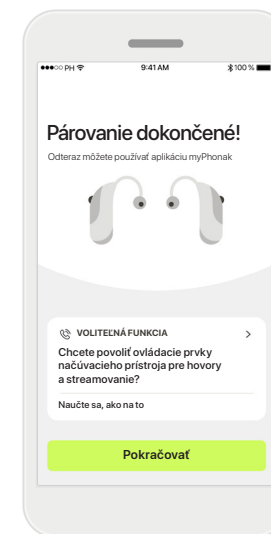 PH 9:41 AM 100 %
Párovanie dokončené!
Odteraz môžete používať aplikáciu myPhonak
VOLITEĽNÁ FUNKCIA
Chcete povoliť ovládacie prvky
načúvacieho prístroja pre hovory
a streamovanie?
Naučte sa, ako na to
Pokračovať